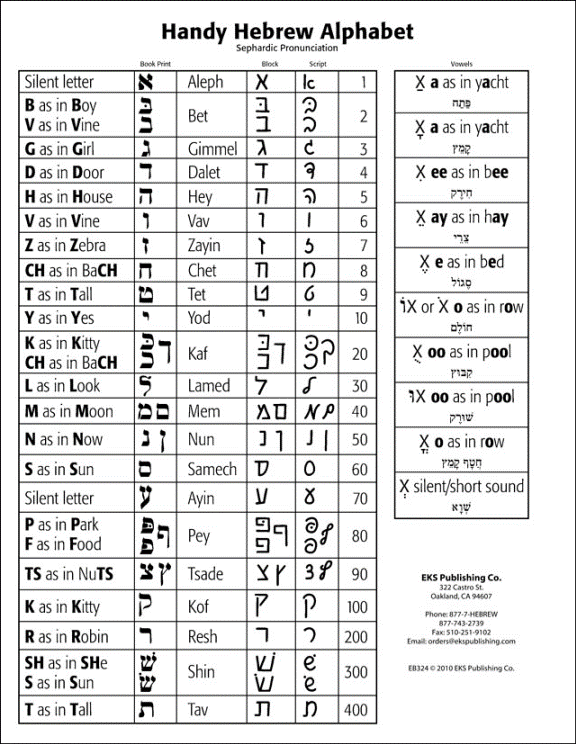 Handy Hebrew Alphabet
Sephardic Pronunciation
Book Print Block Script
Silent letter א Aleph א א 1
B as in Boy בּ Bet בּ בּ 2
V as in Vine ב ב ב
G as in Girl ג Gimmel ג ג 3
D as in Door ד Dalet ד ד 4
H as in House ה Hey ה ה 5
V as in Vine ו Vav ו ו 6
Z as in Zebra ז Zayin ז ז 7
CH as in BaCH ח Chet ח ח 8
T as in Tall ט Tet ט ט 9
Y as in Yes י Yod י י 10
K as in Kitty כּ ך Kaf כּ ך כּ ך 20
CH as in BaCH כ כ כ
L as in Look ל Lamed ל ל 30
M as in Moon מ ם Mem מ ם מ ם 40
N as in Now נ ן Nun נ ן נ ן 50
S as in Sun ס Samech ס ס 60
Silent letter ע Ayin ע ע 70
P as in Park פּ ף Pey פּ ף פּ ף 80
F as in Food פ פ פ
TS as in NuTS צ ץ Tsade צ ץ צ ץ 90
K as in Kitty ק Kof ק ק 100
R as in Robin ר Resh ר ר 200
SH as in SHe שׁ Shin שׁ שׁ 300
S as in Sun שׂ שׂ שׂ
T as in Tall ת Tav ת ת 400
Vowels
X a as in yacht
פַּתָּח
X a as in yacht
קָמַץ
X ee as in bee
חִירִק
X ay as in hay
צֵרֵי
X e as in bed
סֶגּוֹל
וֹX or X o as in row
חוֹלָם
X oo as in pool
קִבּוּץ
וּX oo as in pool
שׁוּרֻק
X o as in row
חֲטַף קָמַץ
X silent/short sound
שְׁוָא
EKS Publishing Co.
322 Castro St.
Oakland, CA 94607
Phone: 877-7-HEBREW
877-743-2739
Fax: 510-251-9102
Email: orders@ekspublishing.com
EB324 © 2010 EKS Publishing Co.